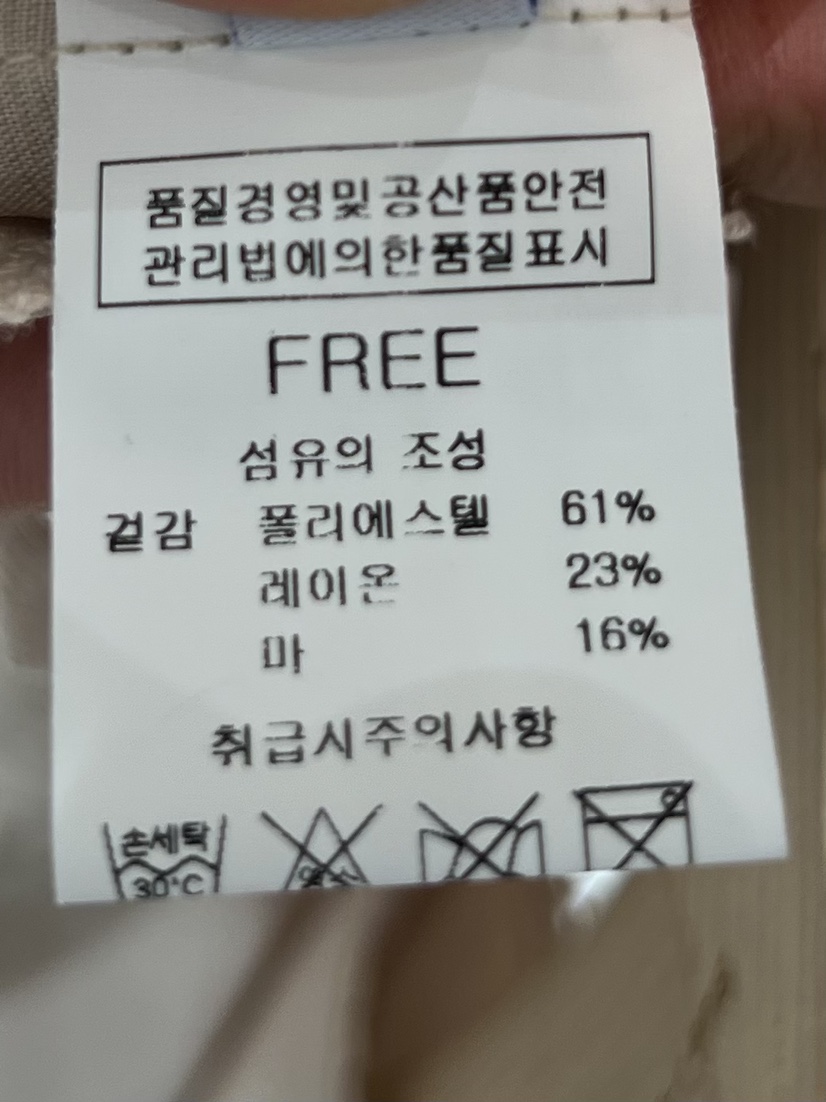 품질경영및공산품안전
관리법에의한품질표시
FREE
섬유의 조성
겉감 폴리에스텔 61%
레이온 23%
마 16%
취급시주의사항
손세탁
30°C